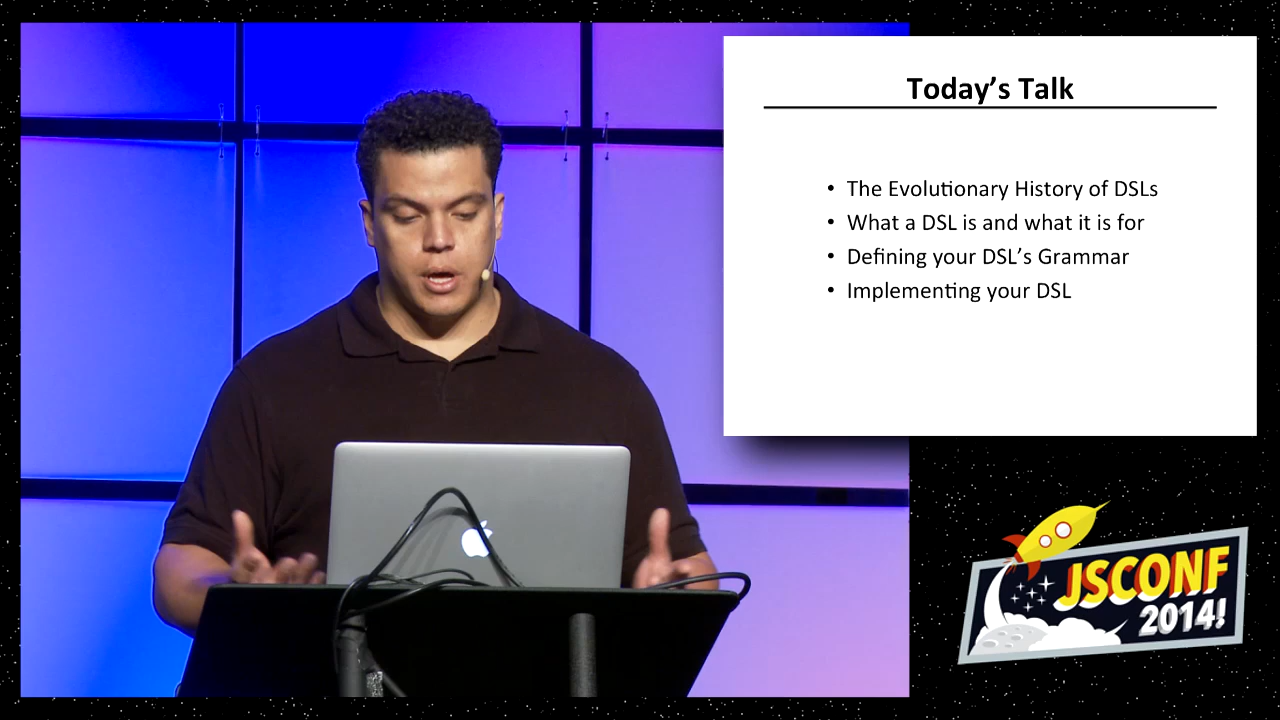 Today's Talk
• The Evolutionary History of DSLs
• What a DSL is and what it is for
• Defining your DSL's Grammar
• Implementing your DSL
JSCONF
2014!